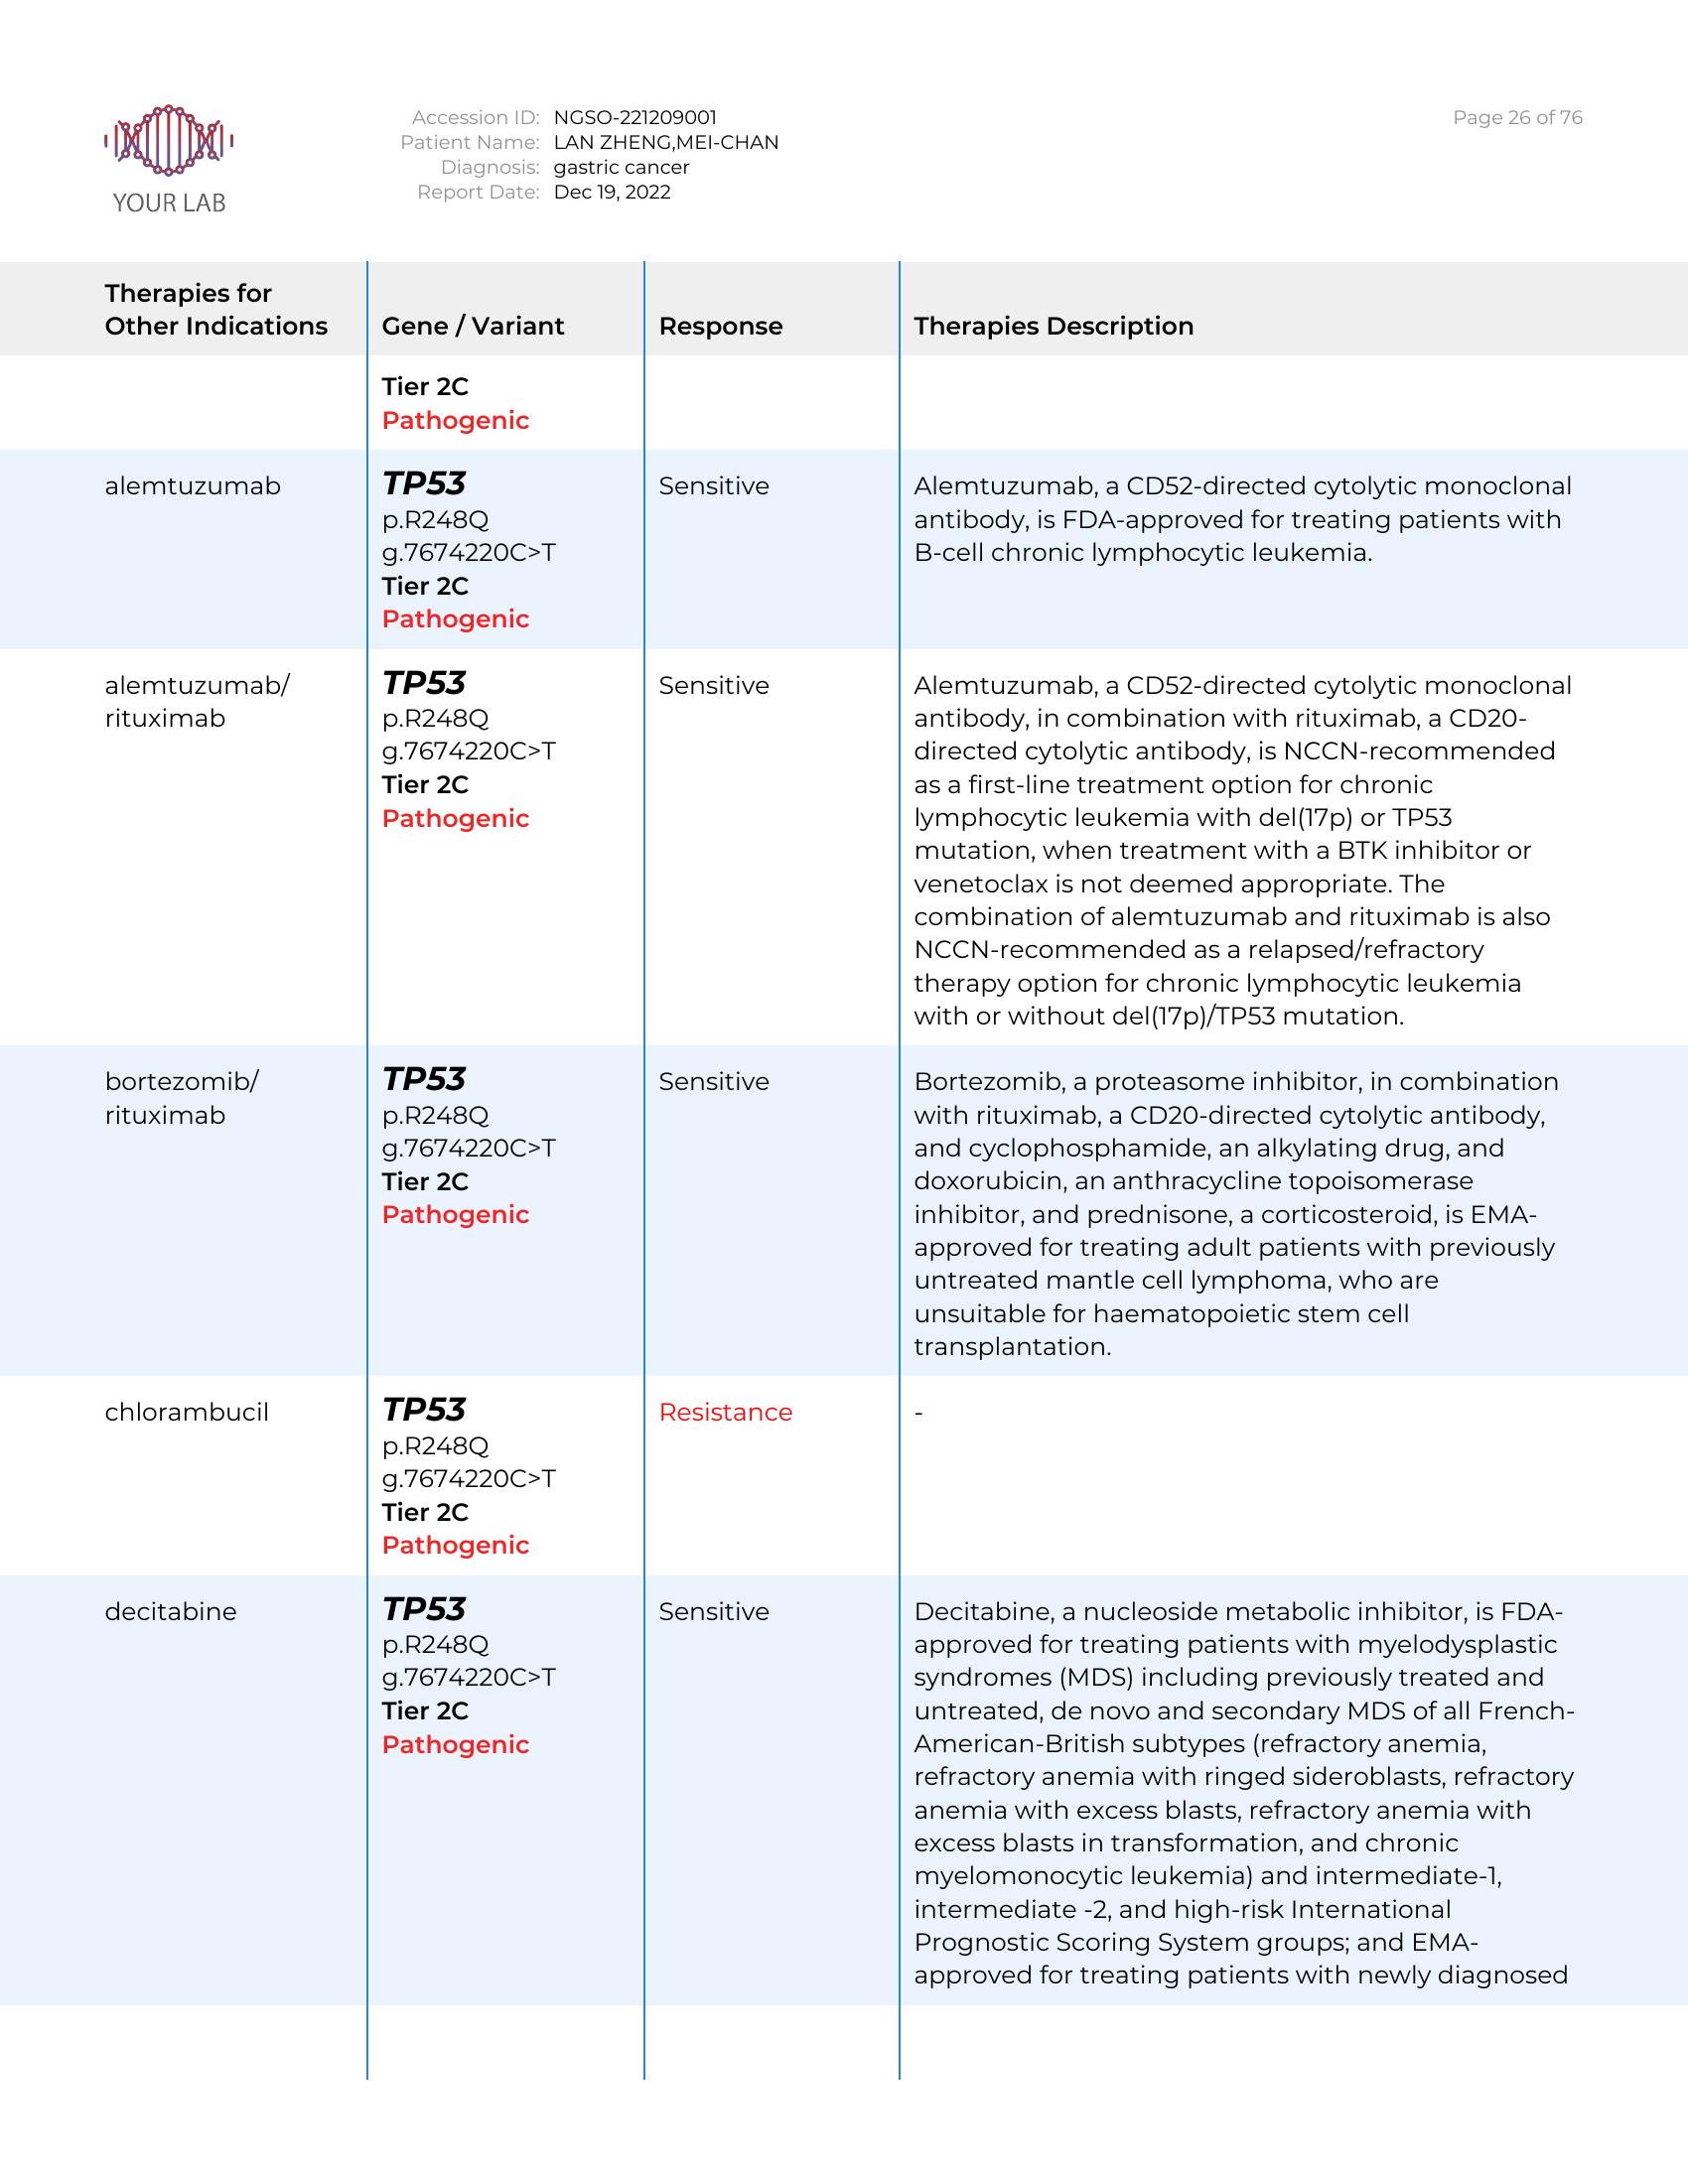 YOUR LAB
Accession ID: NGSO-221209001
Patient Name: LAN ZHENG,MEI-CHAN
Diagnosis: gastric cancer
Report Date: Dec 19, 2022
Page 26 of 76
Therapies for
Other Indications
Gene / Variant
Response
Therapies Description
Tier 2C
Pathogenic
alemtuzumab
TP53
p.R248Q
g.7674220C>T
Tier 2C
Pathogenic
Sensitive
Alemtuzumab, a CD52-directed cytolytic monoclonal
antibody, is FDA-approved for treating patients with
B-cell chronic lymphocytic leukemia.
alemtuzumab/
rituximab
TP53
p.R248Q
g.7674220C>T
Tier 2C
Pathogenic
Sensitive
Alemtuzumab, a CD52-directed cytolytic monoclonal
antibody, in combination with rituximab, a CD20-
directed cytolytic antibody, is NCCN-recommended
as a first-line treatment option for chronic
lymphocytic leukemia with del(17p) or TP53
mutation, when treatment with a BTK inhibitor or
venetoclax is not deemed appropriate. The
combination of alemtuzumab and rituximab is also
NCCN-recommended as a relapsed/refractory
therapy option for chronic lymphocytic leukemia
with or without del(17p)/TP53 mutation.
bortezomib/
rituximab
TP53
p.R248Q
g.7674220C>T
Tier 2C
Pathogenic
Sensitive
Bortezomib, a proteasome inhibitor, in combination
with rituximab, a CD20-directed cytolytic antibody,
and cyclophosphamide, an alkylating drug, and
doxorubicin, an anthracycline topoisomerase
inhibitor, and prednisone, a corticosteroid, is EMA-
approved for treating adult patients with previously
untreated mantle cell lymphoma, who are
unsuitable for haematopoietic stem cell
transplantation.
chlorambucil
TP53
p.R248Q
g.7674220C>T
Tier 2C
Pathogenic
Resistance
-
decitabine
TP53
p.R248Q
g.7674220C>T
Tier 2C
Pathogenic
Sensitive
Decitabine, a nucleoside metabolic inhibitor, is FDA-
approved for treating patients with myelodysplastic
syndromes (MDS) including previously treated and
untreated, de novo and secondary MDS of all French-
American-British subtypes (refractory anemia,
refractory anemia with ringed sideroblasts, refractory
anemia with excess blasts, refractory anemia with
excess blasts in transformation, and chronic
myelomonocytic leukemia) and intermediate-1,
intermediate -2, and high-risk International
Prognostic Scoring System groups; and EMA-
approved for treating patients with newly diagnosed